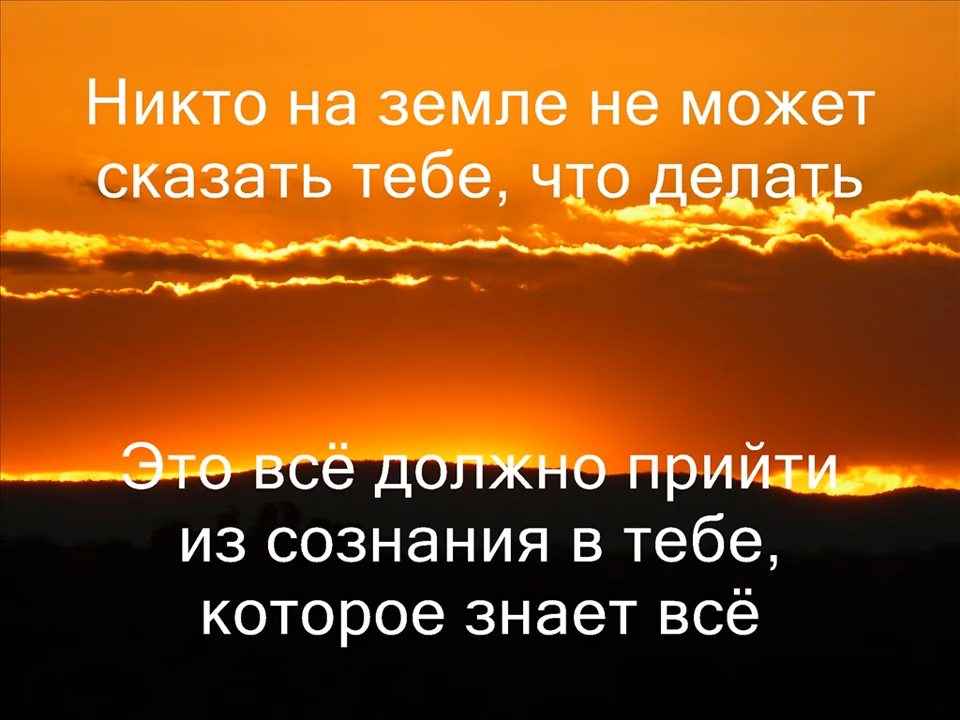 Никто на земле не может
сказать тебе, что делать
Это всё должно прийти
из сознания в тебе,
которое знает всё